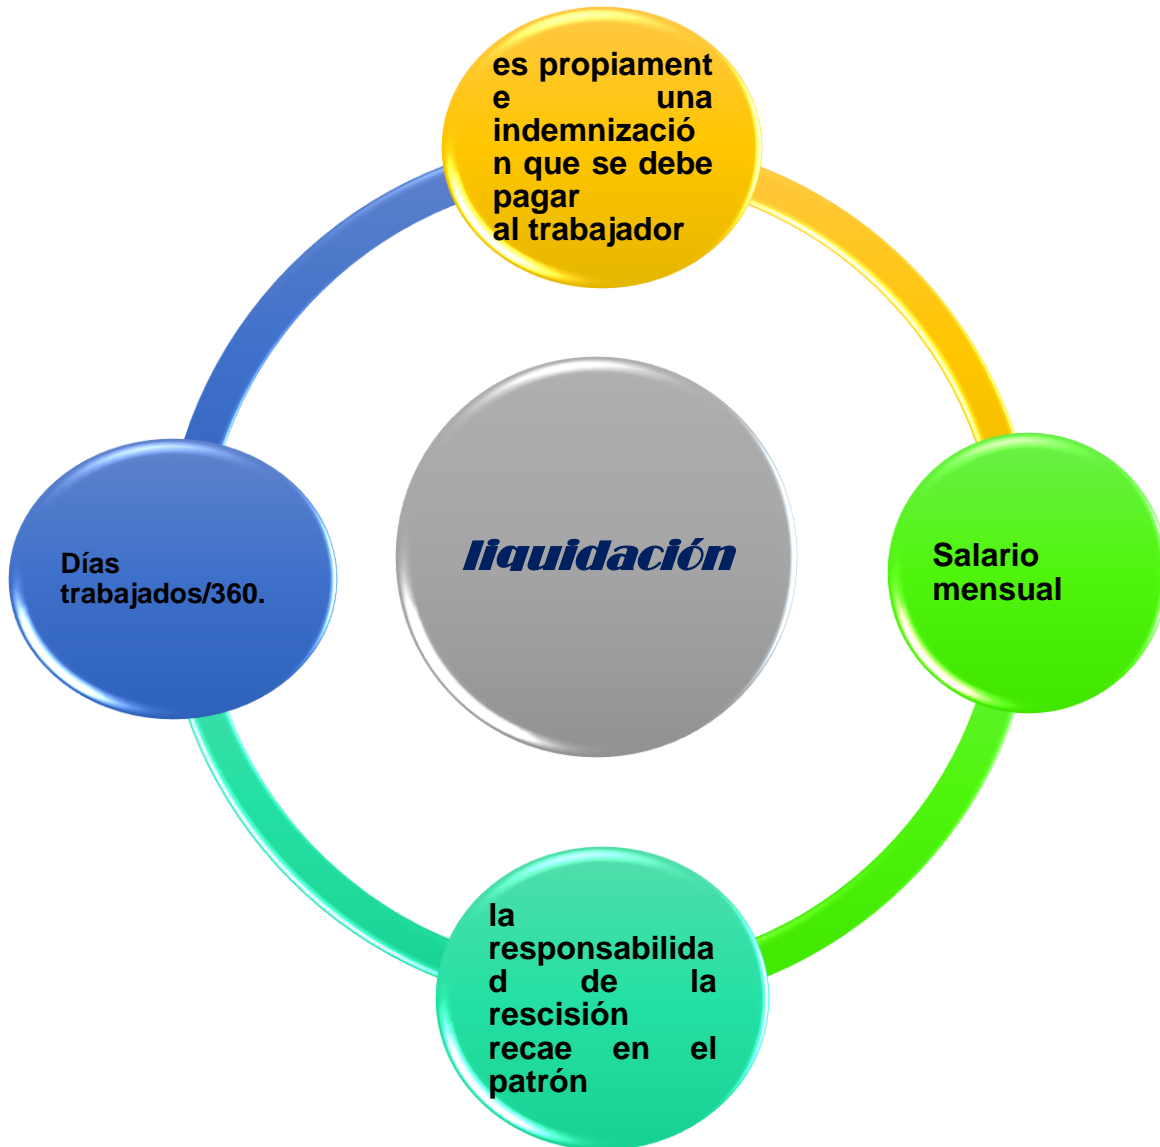 es propiament
e una
indemnizació
n que se debe
pagar
al trabajador
Días
trabajados/360.
liquidación
Salario
mensual
la
responsabilida
d de la
rescisión
recae en el
patrón